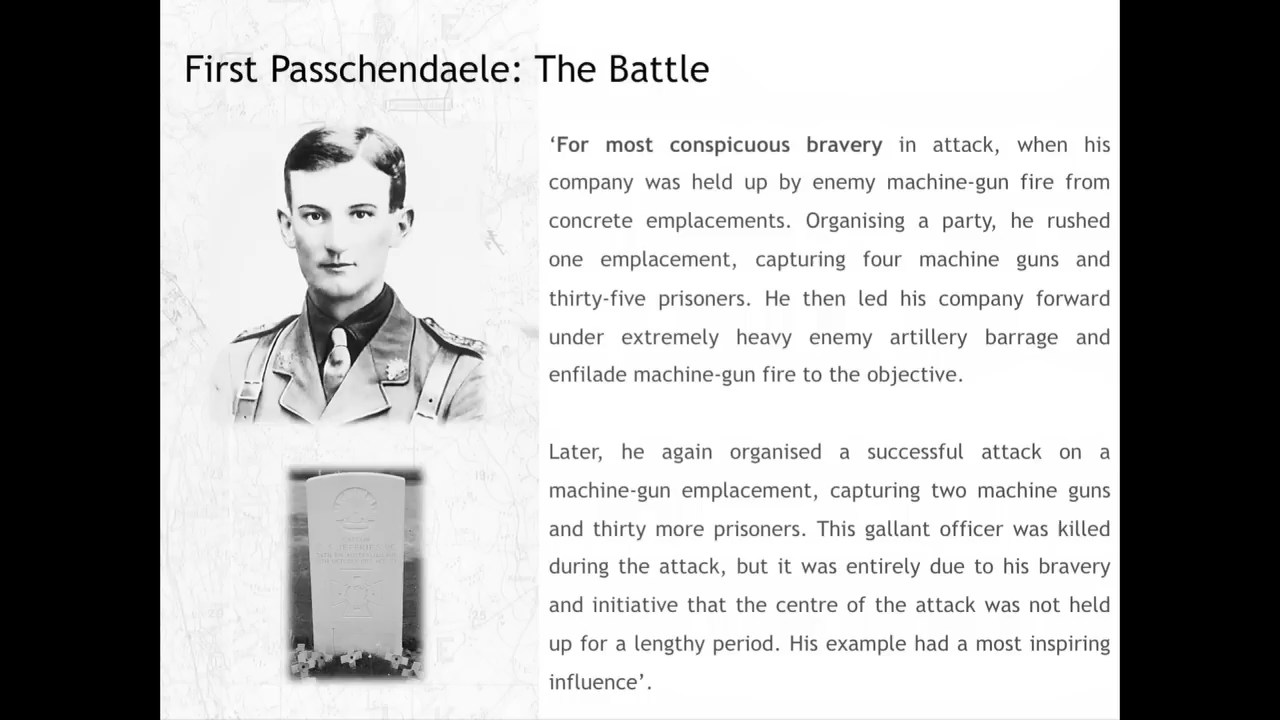 First Passchendaele: The Battle
‘For most conspicuous bravery in attack, when his
company was held up by enemy machine-gun fire from
concrete emplacements. Organising a party, he rushed
one emplacement, capturing four machine guns and
thirty-five prisoners. He then led his company forward
under extremely heavy enemy artillery barrage and
enfilade machine-gun fire to the objective.
Later, he again organised a successful attack on a
machine-gun emplacement, capturing two machine guns
and thirty more prisoners. This gallant officer was killed
during the attack, but it was entirely due to his bravery
and initiative that the centre of the attack was not held
up for a lengthy period. His example had a most inspiring
influence’.